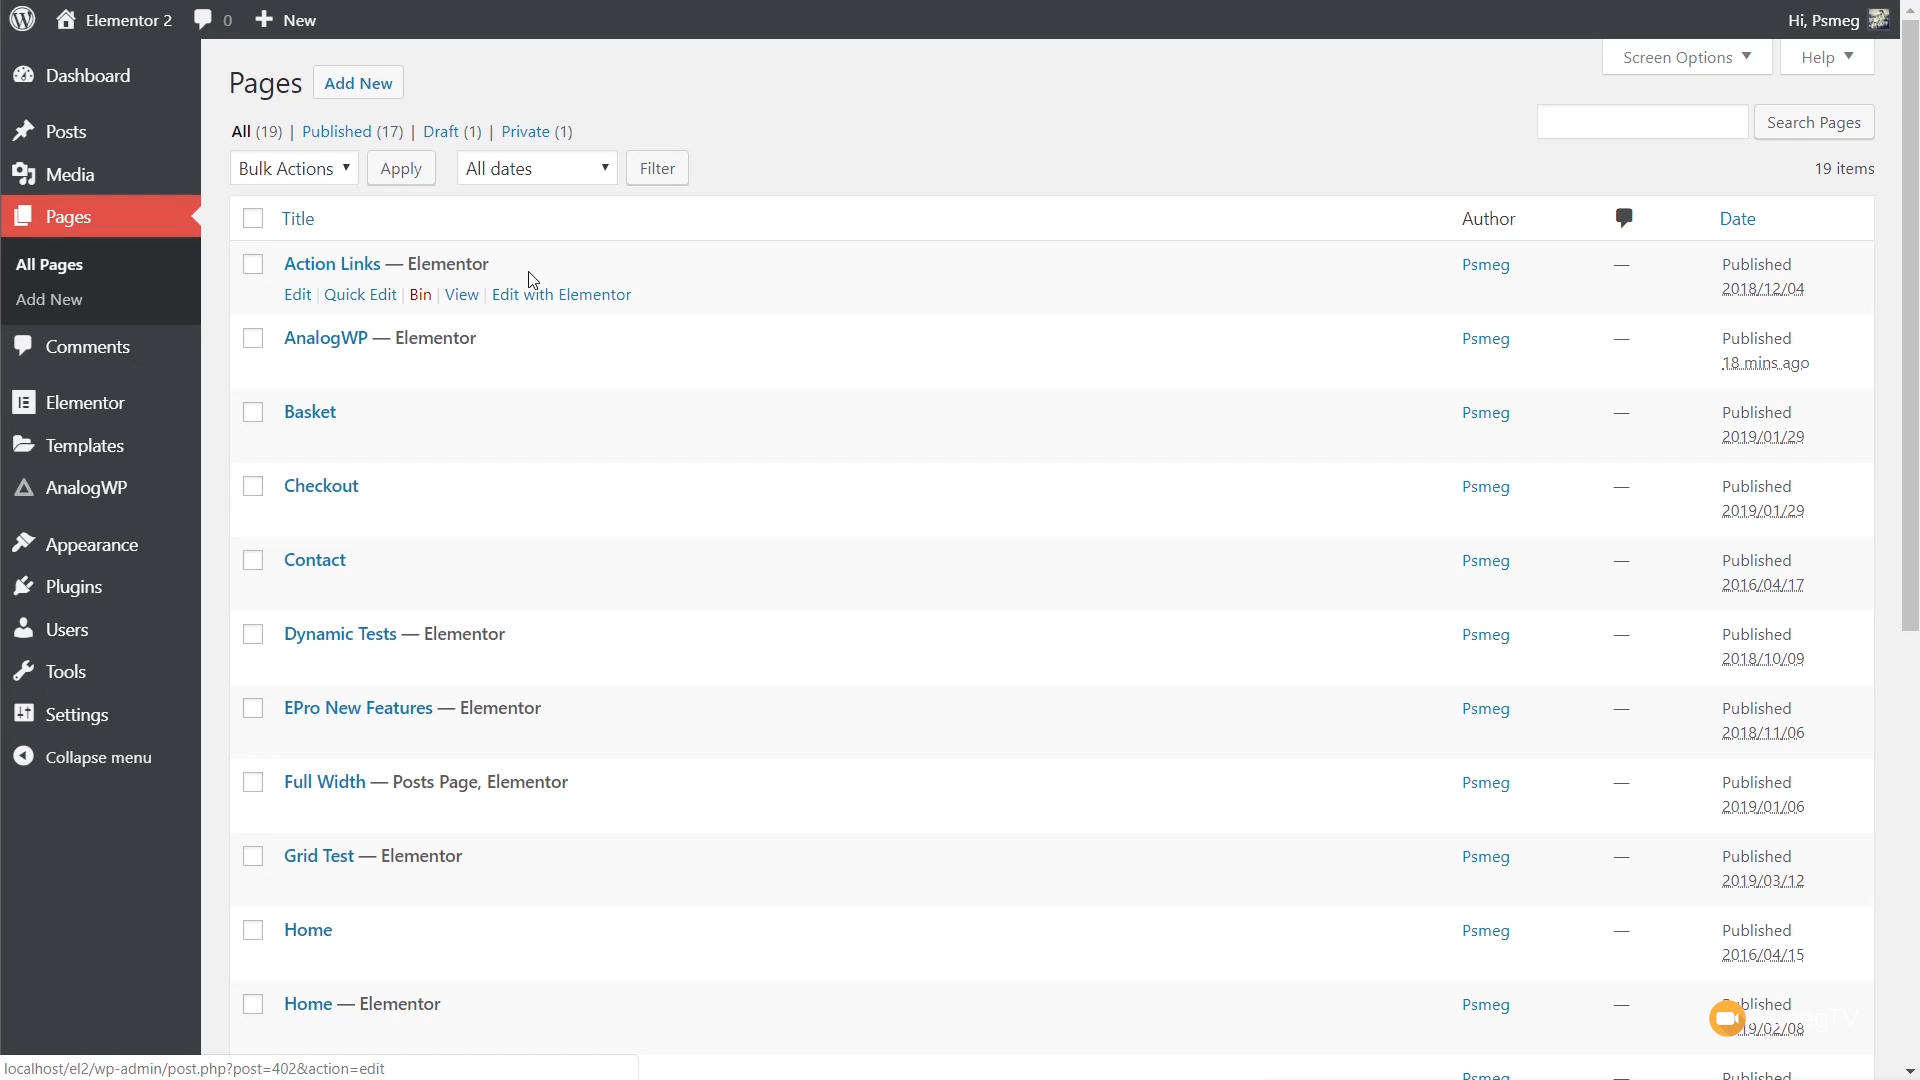 Elementor 2 0 New Hi, Psmeg
Dashboard
Posts
Media
Pages
All Pages
Add New
Comments
Elementor
Templates
AnalogWP
Appearance
Plugins
Users
Tools
Settings
Collapse menu
Screen Options ▼ Help ▼
Pages Add New
All (19) | Published (17) | Draft (1) | Private (1)
Search Pages
Bulk Actions ▼ Apply All dates ▼ Filter 19 items
Title Author Date
Action Links — Elementor Psmeg — Published
Edit | Quick Edit | Bin | View | Edit with Elementor 2018/12/04
AnalogWP — Elementor Psmeg — Published
18 mins ago
Basket Psmeg — Published
2019/01/29
Checkout Psmeg — Published
2019/01/29
Contact Psmeg — Published
2016/04/17
Dynamic Tests — Elementor Psmeg — Published
2018/10/09
EPro New Features — Elementor Psmeg — Published
2018/11/06
Full Width — Posts Page, Elementor Psmeg — Published
2019/01/06
Grid Test — Elementor Psmeg — Published
2019/03/12
Home Psmeg — Published
2016/04/15
Home — Elementor Psmeg — blished
19/02/08
Psmeg — Published
localhost/el2/wp-admin/post.php?post=402&action=edit